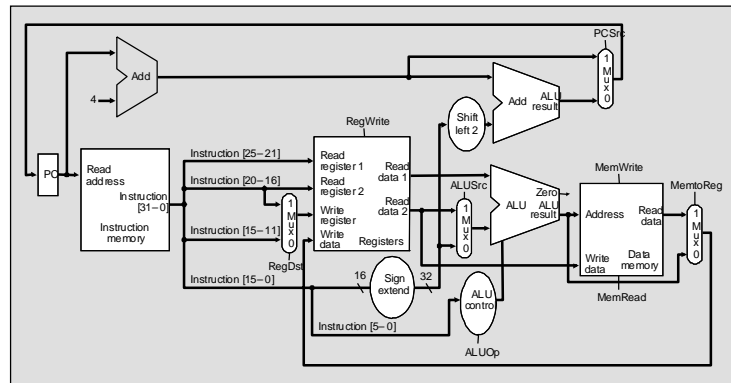 PCSrc
1
M
u
x
0
Add
4
Add
ALU
result
Shift
left 2
RegWrite
Instruction [25–21]
Read
register 1
Read
data 1
PC
Read
address
Instruction
[31–0]
Instruction
memory
Instruction [20–16]
Read
register 2
Write
register
Write
data
Read
data 2
Registers
1
M
u
x
0
RegDst
Instruction [15–11]
ALUSrc
1
M
u
x
0
Zero
ALU
ALU
result
MemWrite
Address
Read
data
Write
data
Data
memory
MemRead
MemtoReg
1
M
u
x
0
Instruction [15–0]
16
Sign
extend
32
ALU
contro
Instruction [5–0]
ALUOp